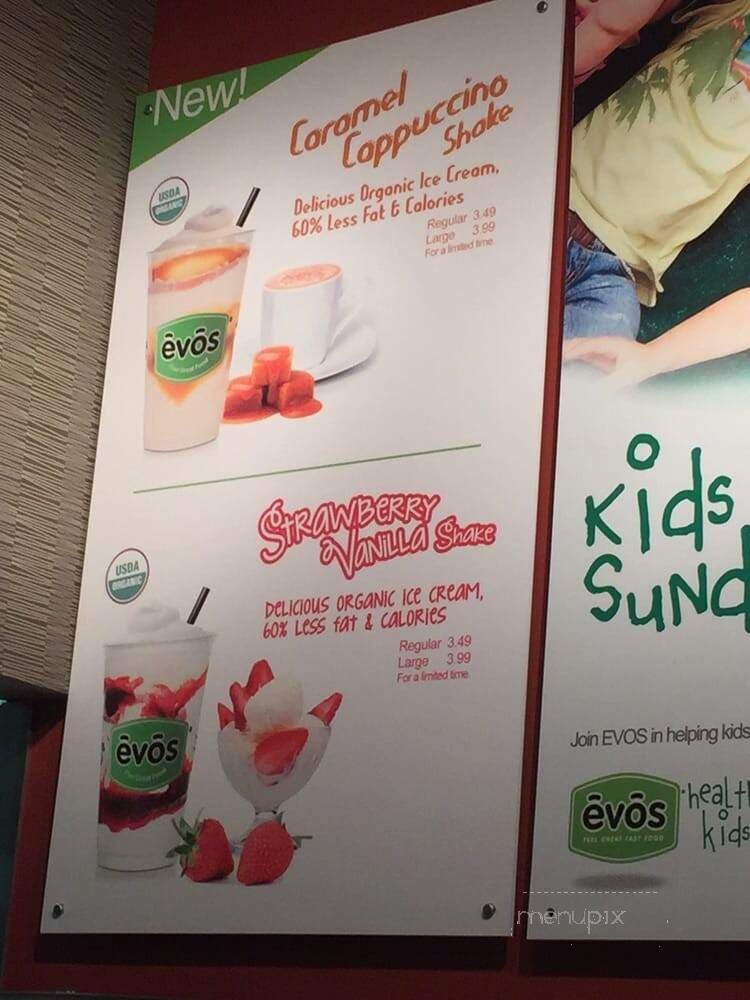 New!
Caramel
Cappuccino
Shake
Delicious Organic Ice Cream,
60% Less Fat & Calories
Regular 3.49
Large 3.99
For a limited time.
USDA
ORGANIC
ēvōs
Strawberry
Vanilla Shake
DELICIOUS ORGANIC ICE CREAM,
60% LESS fat & CALORIES
Regular 3.49
Large 3.99
For a limited time.
USDA
ORGANIC
ēvōs
Kids
Sund
Join EVOS in helping kids
ēvōs
FEEL GREAT FAST FOOD
healt
kids
menupix